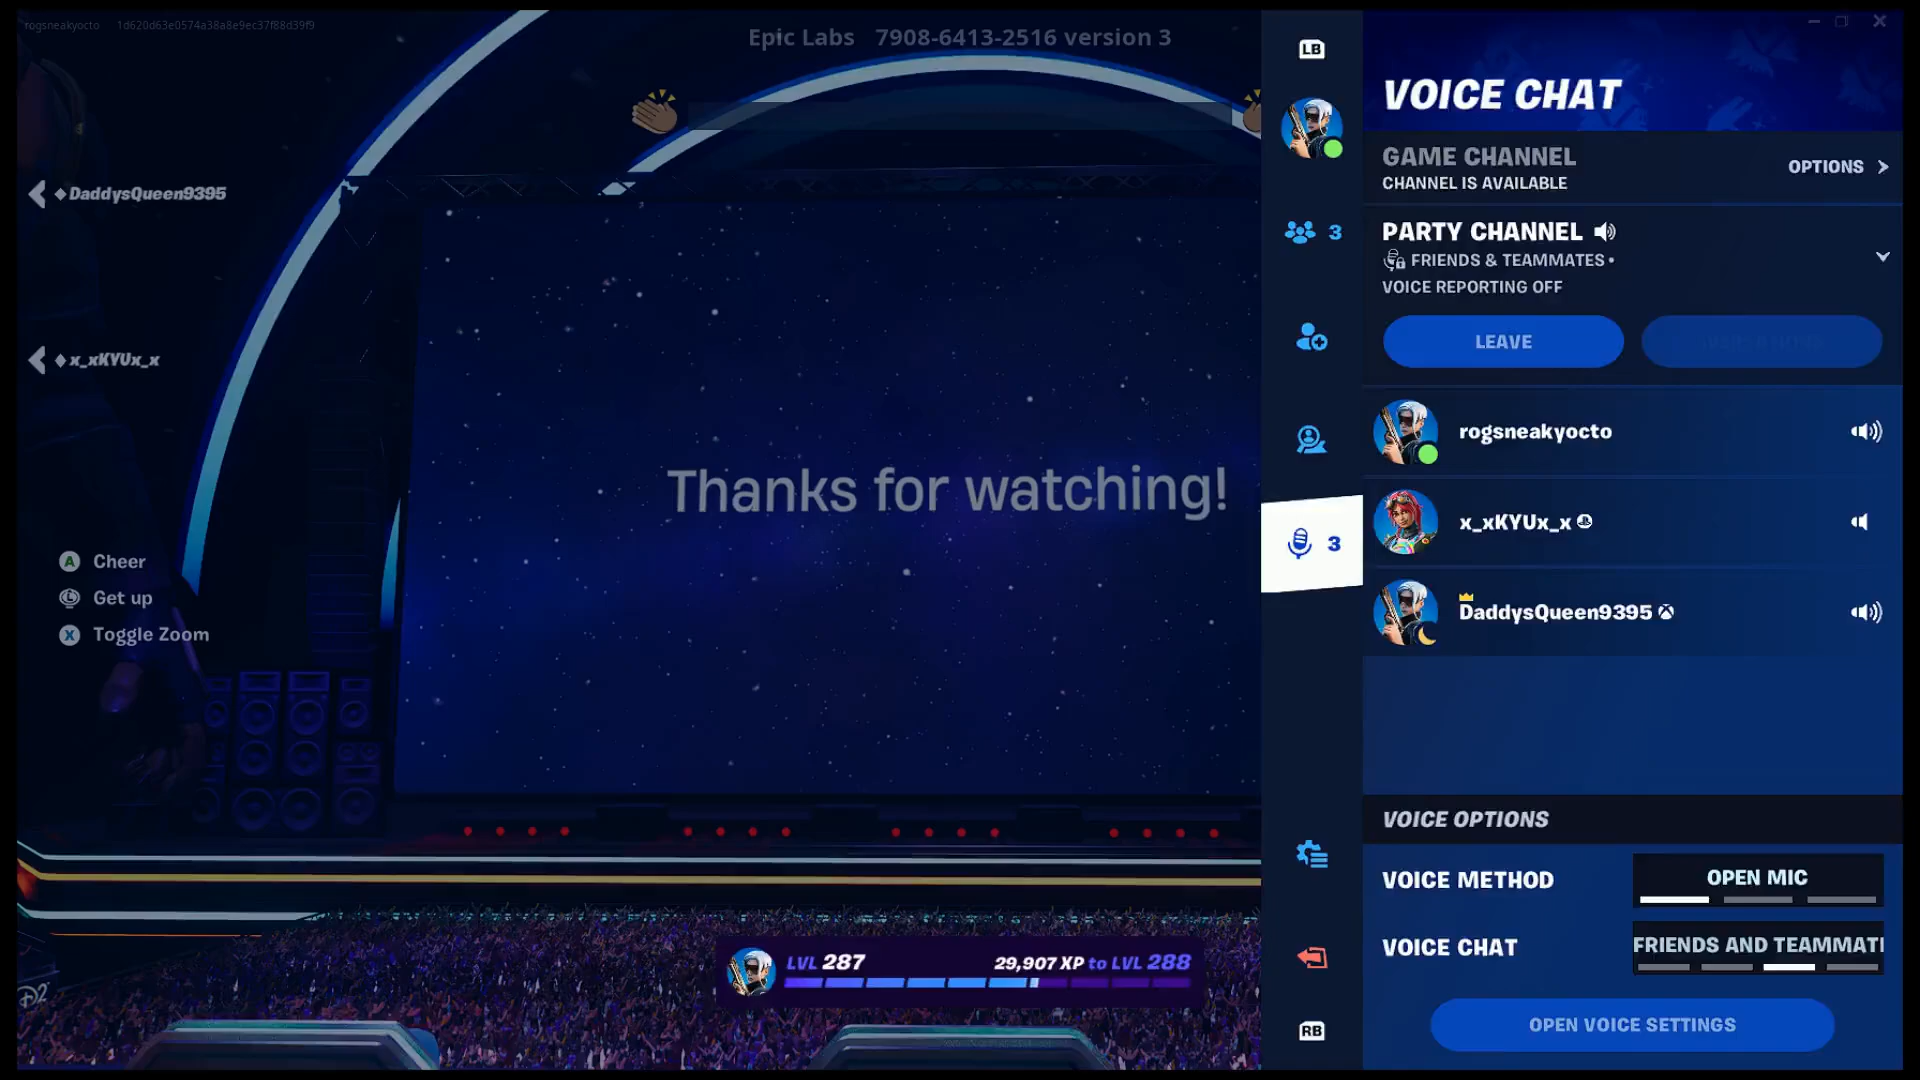 rogsneakyocto 1d620d63e0574a38a8e9ec37f88d39f9
Epic Labs 7908-6413-2516 version 3
DaddysQueen9395
x_xKYUx_x
Thanks for watching!
A Cheer
L Get up
X Toggle Zoom
LVL 287
29,907 XP to LVL 288
LB
3
3
RB
VOICE CHAT
GAME CHANNEL
CHANNEL IS AVAILABLE
OPTIONS
PARTY CHANNEL
FRIENDS & TEAMMATES •
VOICE REPORTING OFF
LEAVE
rogsneakyocto
x_xKYUx_x
DaddysQueen9395
VOICE OPTIONS
VOICE METHOD
OPEN MIC
VOICE CHAT
FRIENDS AND TEAMMATI
OPEN VOICE SETTINGS